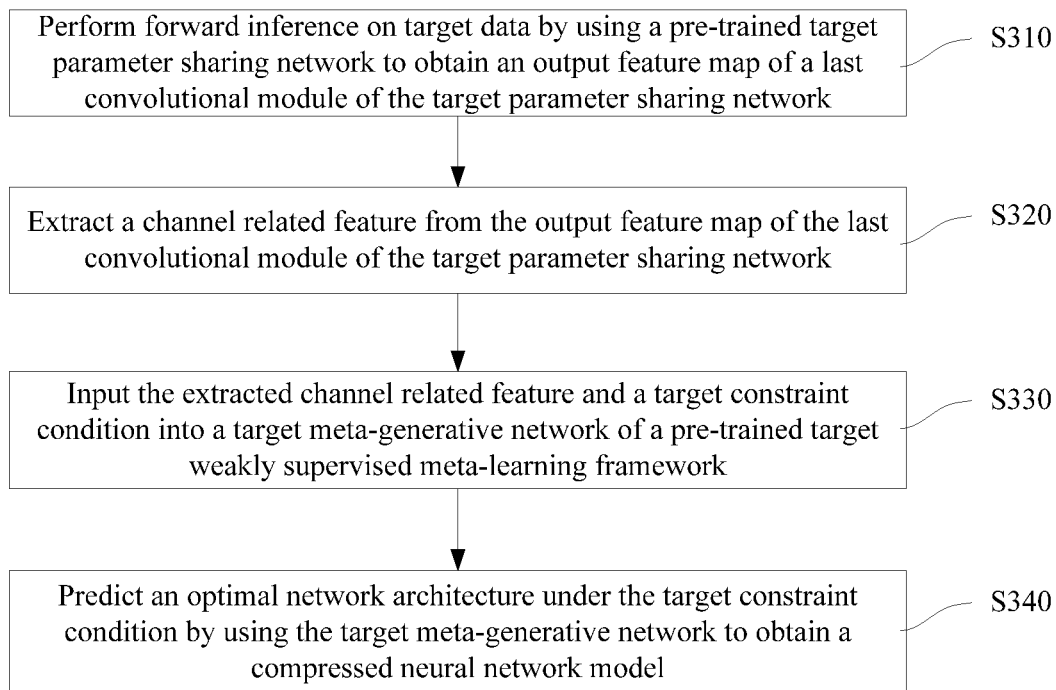 Perform forward inference on target data by using a pre-trained target
parameter sharing network to obtain an output feature map of a last
convolutional module of the target parameter sharing network
S310
Extract a channel related feature from the output feature map of the last
convolutional module of the target parameter sharing network
S320
Input the extracted channel related feature and a target constraint
condition into a target meta-generative network of a pre-trained target
weakly supervised meta-learning framework
S330
Predict an optimal network architecture under the target constraint
condition by using the target meta-generative network to obtain a
compressed neural network model
S340